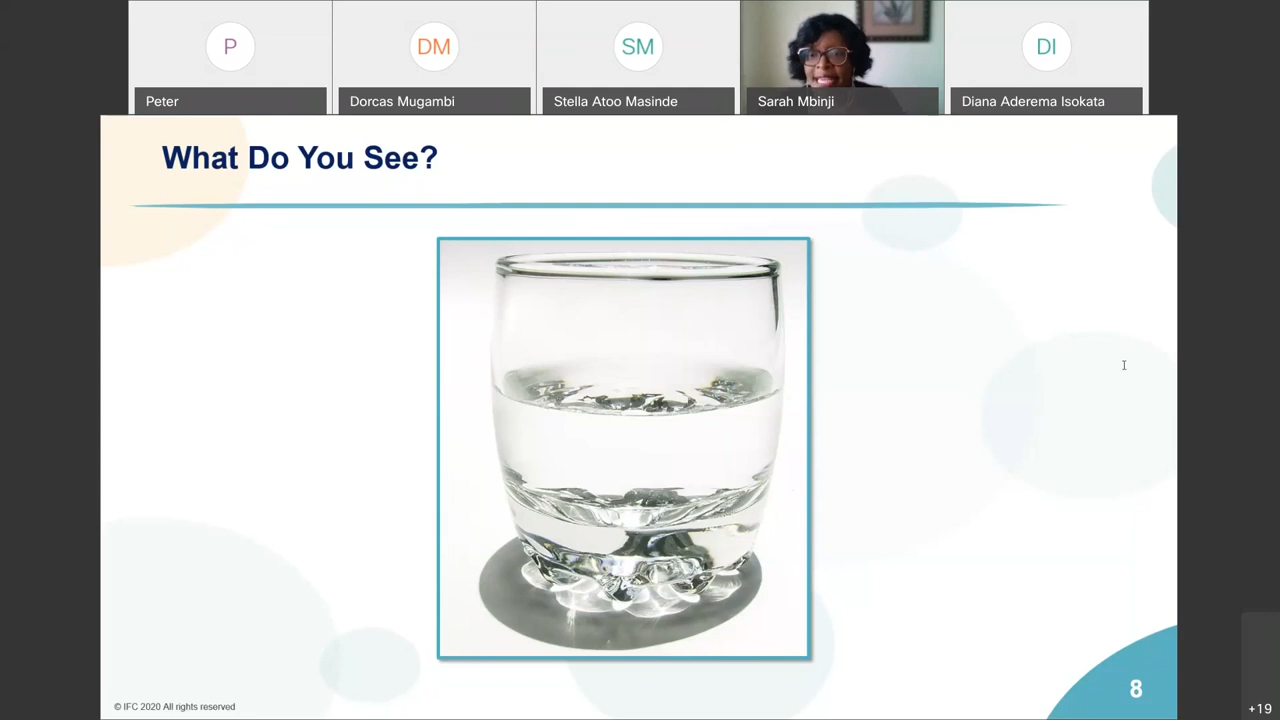 P
DM
SM
DI
Peter
Dorcas Mugambi
Stella Atoo Masinde
Sarah Mbinji
Diana Aderema Isokata
What Do You See?
8
© IFC 2020 All rights reserved
+19